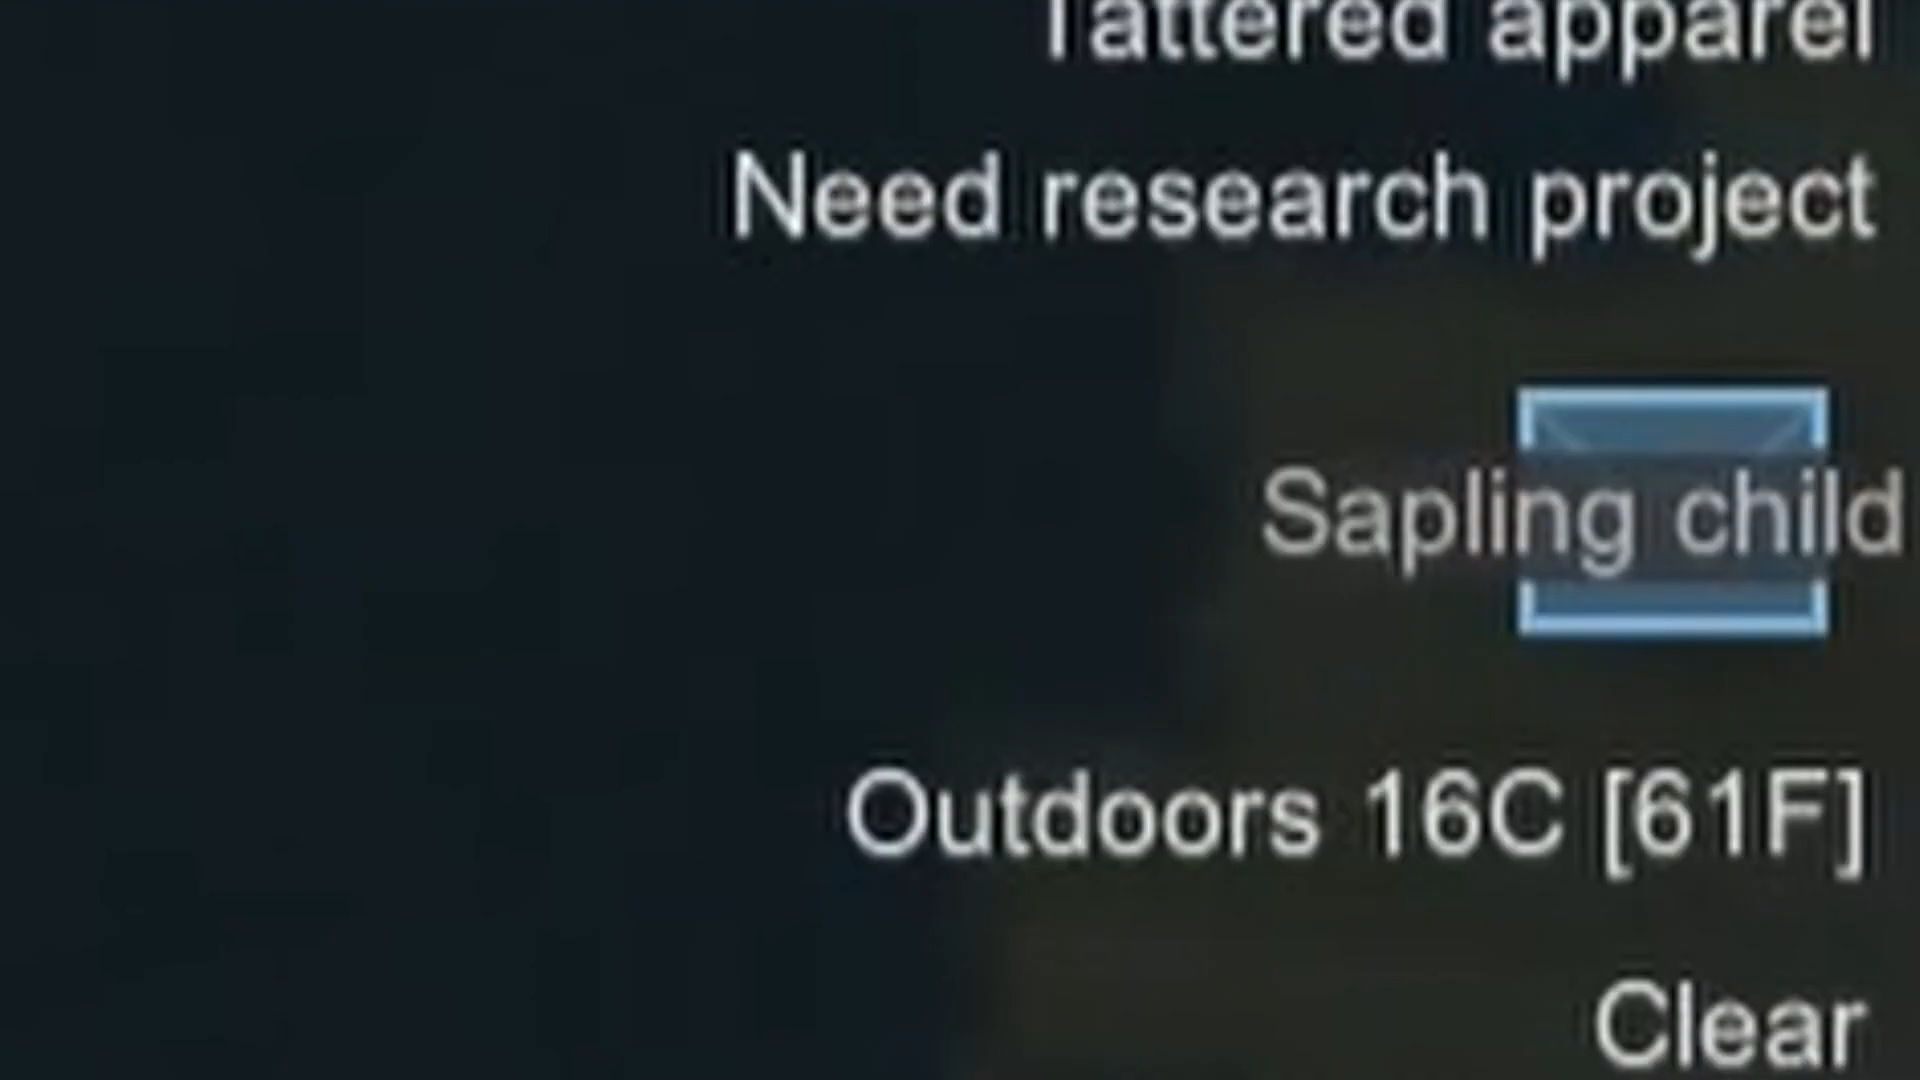 Tattered apparel
Need research project
Sapling child
Outdoors 16C [61F]
Clear